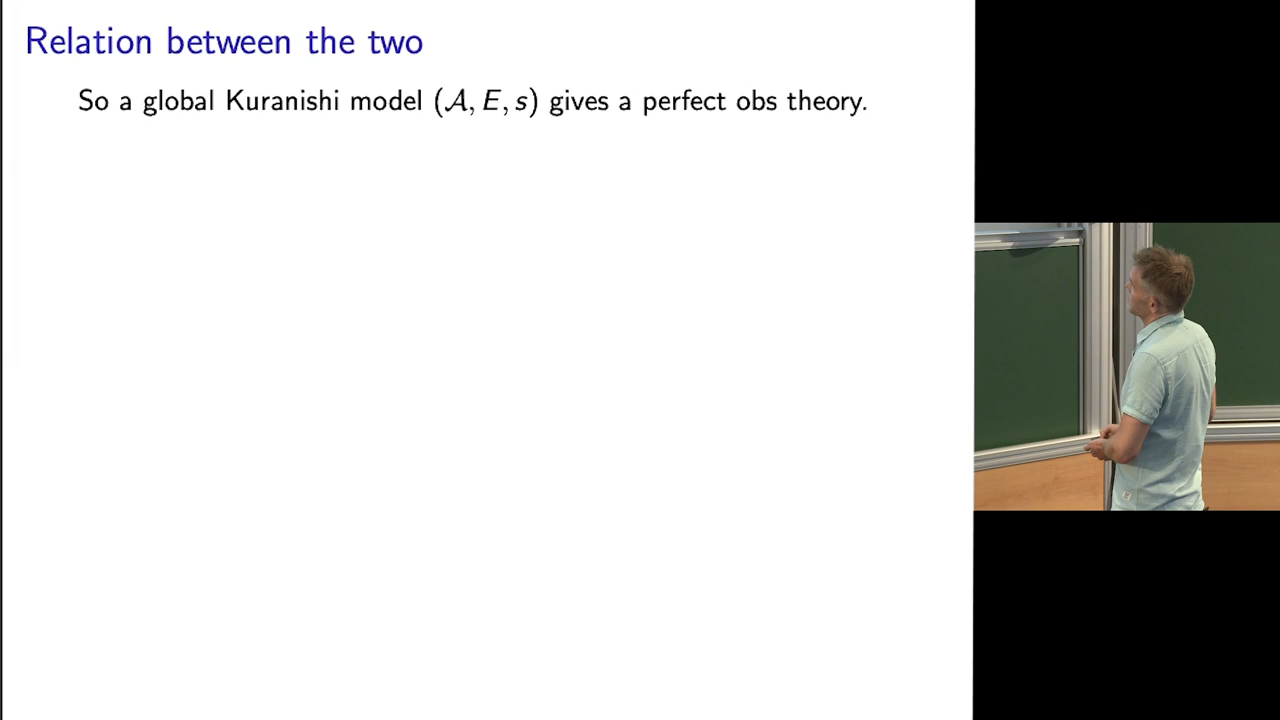 Relation between the two
So a global Kuranishi model (𝒜, E, s) gives a perfect obs theory.